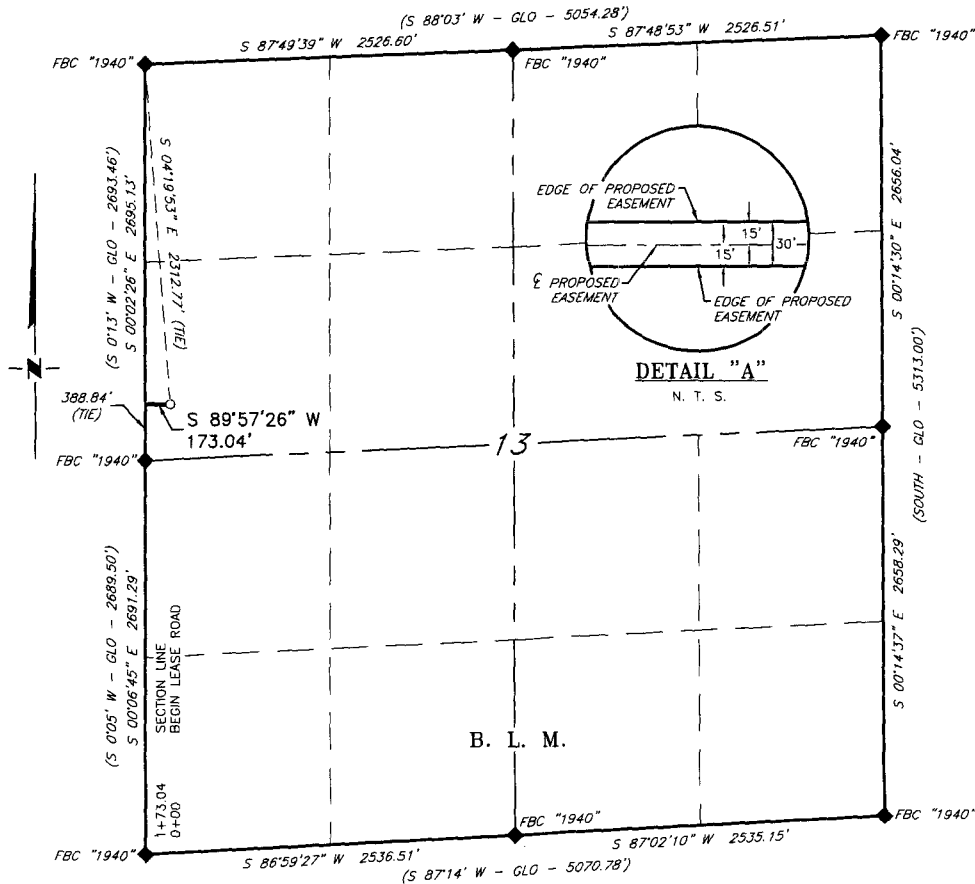 (S 88°03' W - GLO - 5054.28')
S 87°49'39" W 2526.60'
S 87°48'53" W 2526.51'
FBC "1940"
FBC "1940"
FBC "1940"
(S 0°13' W - GLO - 2693.46')
S 00°02'26" E 2695.13'
S 04°19'53" E 2312.77' (TIE)
EDGE OF PROPOSED
EASEMENT
15'
15'
30'
℄ PROPOSED
EASEMENT
EDGE OF PROPOSED
EASEMENT
DETAIL "A"
N. T. S.
S 00°14'30" E 2656.04'
N
388.84'
(TIE)
S 89°57'26" W
173.04'
FBC "1940"
13
FBC "1940"
(SOUTH - GLO - 5313.00')
(S 0°05' W - GLO - 2689.50')
S 00°06'45" E 2691.29'
SECTION LINE
BEGIN LEASE ROAD
1+73.04
0+00
B. L. M.
S 00°14'37" E 2658.29'
FBC "1940"
FBC "1940"
FBC "1940"
S 86°59'27" W 2536.51'
S 87°02'10" W 2535.15'
(S 87°14' W - GLO - 5070.78')